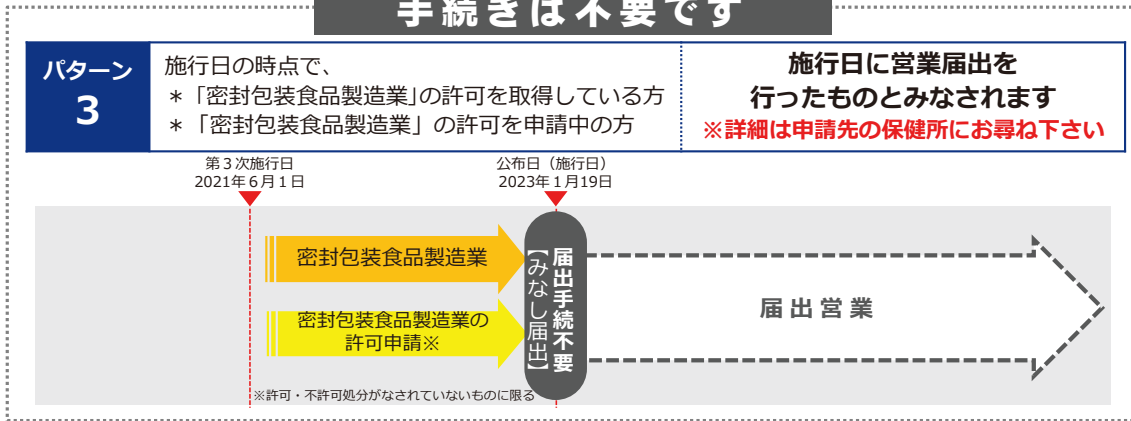 手続きは不要です
パターン
3
施行日の時点で、
＊「密封包装食品製造業」の許可を取得している方
＊「密封包装食品製造業」の許可を申請中の方
施行日に営業届出を
行ったものとみなされます
※詳細は申請先の保健所にお尋ね下さい
第３次施行日
2021年６月１日
公布日（施行日）
2023年１月19日
密封包装食品製造業
密封包装食品製造業の
許可申請※
届出手続不要
【みなし届出】
届出営業
※許可・不許可処分がなされていないものに限る